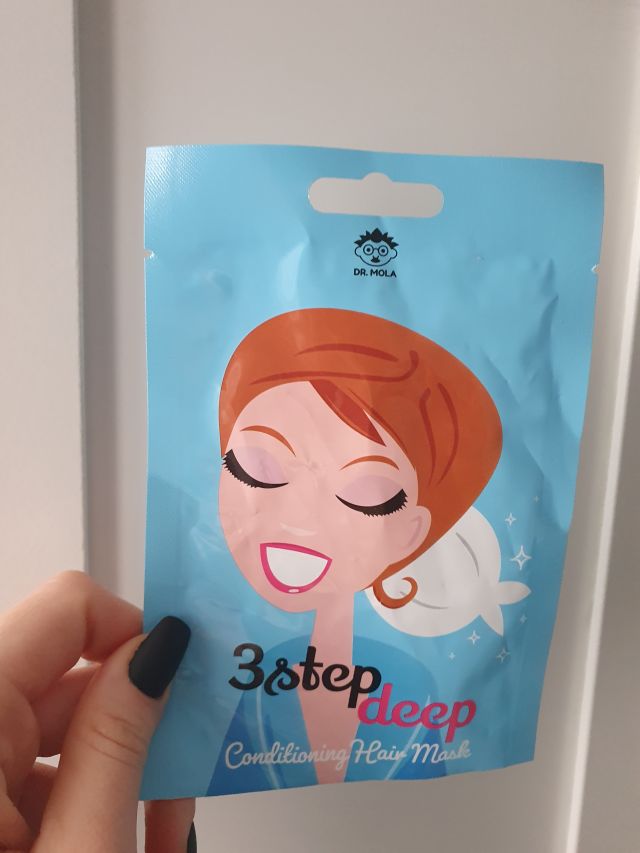 DR. MOLA
3step
deep
Conditioning Hair Mask